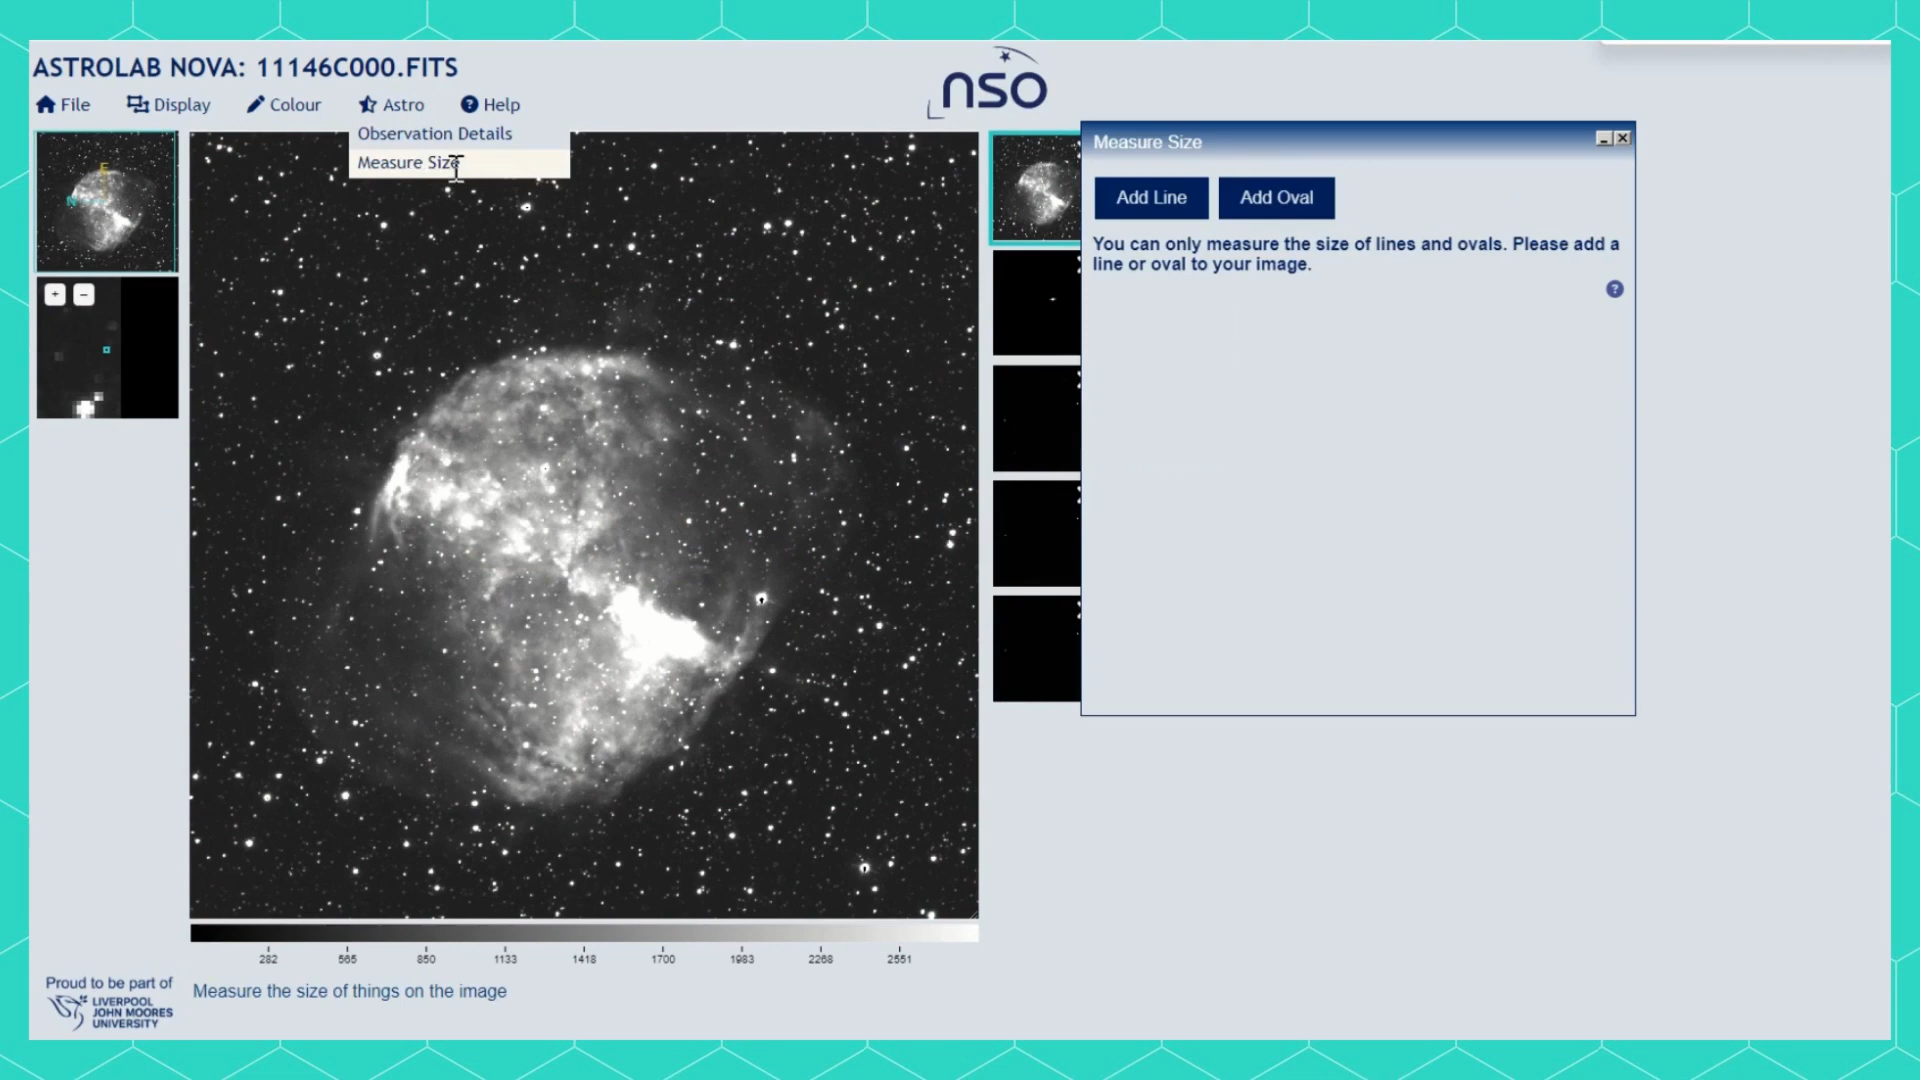 ASTROLAB NOVA: 11146C000.FITS
nso
File Display Colour Astro Help
Observation Details
Measure Size
Measure Size
Add Line Add Oval
You can only measure the size of lines and ovals. Please add a
line or oval to your image.
?
E
N
+ −
282 565 850 1133 1418 1700 1983 2268 2551
Proud to be part of
LIVERPOOL
JOHN MOORES
UNIVERSITY
Measure the size of things on the image